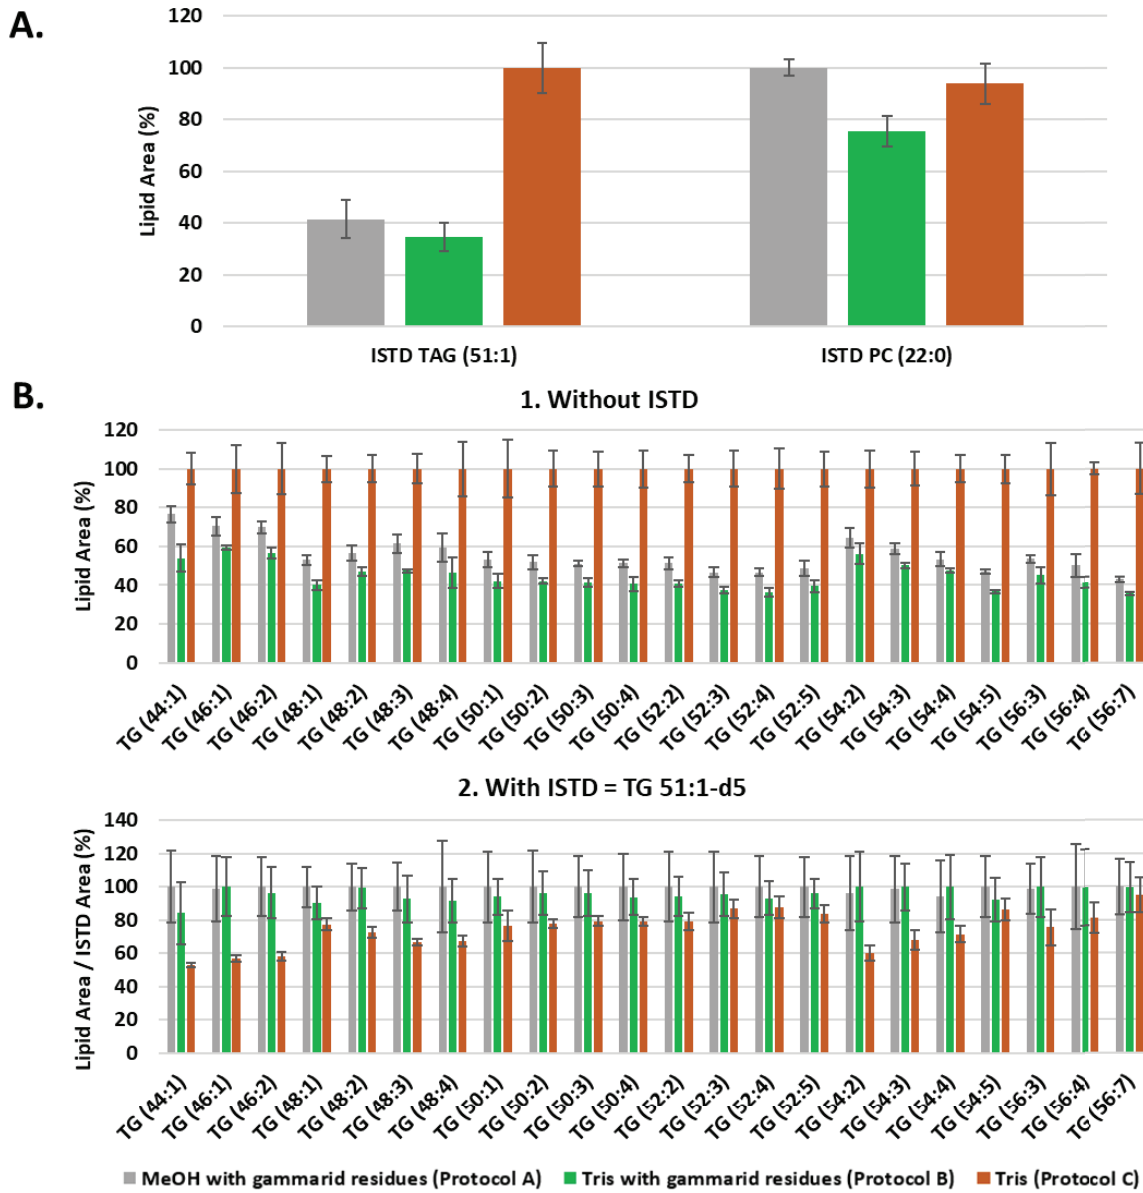 A.
120
100
80
60
40
20
0
Lipid Area (%)
ISTD TAG (51:1)
ISTD PC (22:0)
B.
1. Without ISTD
120
100
80
60
40
20
0
Lipid Area (%)
TG (44:1)
TG (46:1)
TG (46:2)
TG (48:1)
TG (48:2)
TG (48:3)
TG (48:4)
TG (50:1)
TG (50:2)
TG (50:3)
TG (50:4)
TG (52:2)
TG (52:3)
TG (52:4)
TG (52:5)
TG (54:2)
TG (54:3)
TG (54:4)
TG (54:5)
TG (56:3)
TG (56:4)
TG (56:7)
2. With ISTD = TG 51:1-d5
140
120
100
80
60
40
20
0
Lipid Area / ISTD Area (%)
TG (44:1)
TG (46:1)
TG (46:2)
TG (48:1)
TG (48:2)
TG (48:3)
TG (48:4)
TG (50:1)
TG (50:2)
TG (50:3)
TG (50:4)
TG (52:2)
TG (52:3)
TG (52:4)
TG (52:5)
TG (54:2)
TG (54:3)
TG (54:4)
TG (54:5)
TG (56:3)
TG (56:4)
TG (56:7)
MeOH with gammarid residues (Protocol A)
Tris with gammarid residues (Protocol B)
Tris (Protocol C)